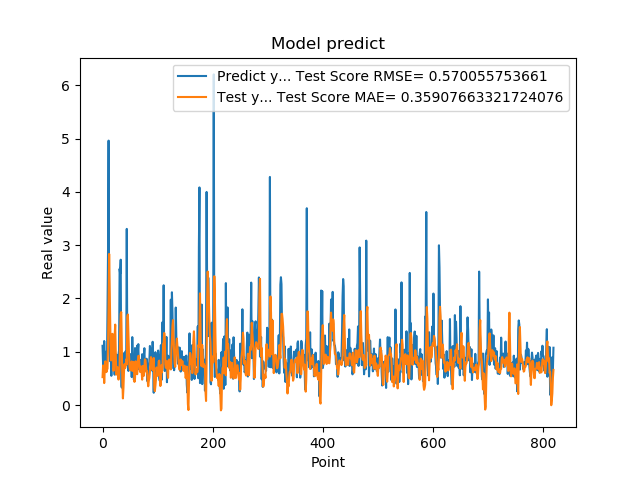 Model predict
Predict y... Test Score RMSE= 0.570055753661
Test y... Test Score MAE= 0.35907663321724076
Real value
6
5
4
3
2
1
0
0 200 400 600 800
Point